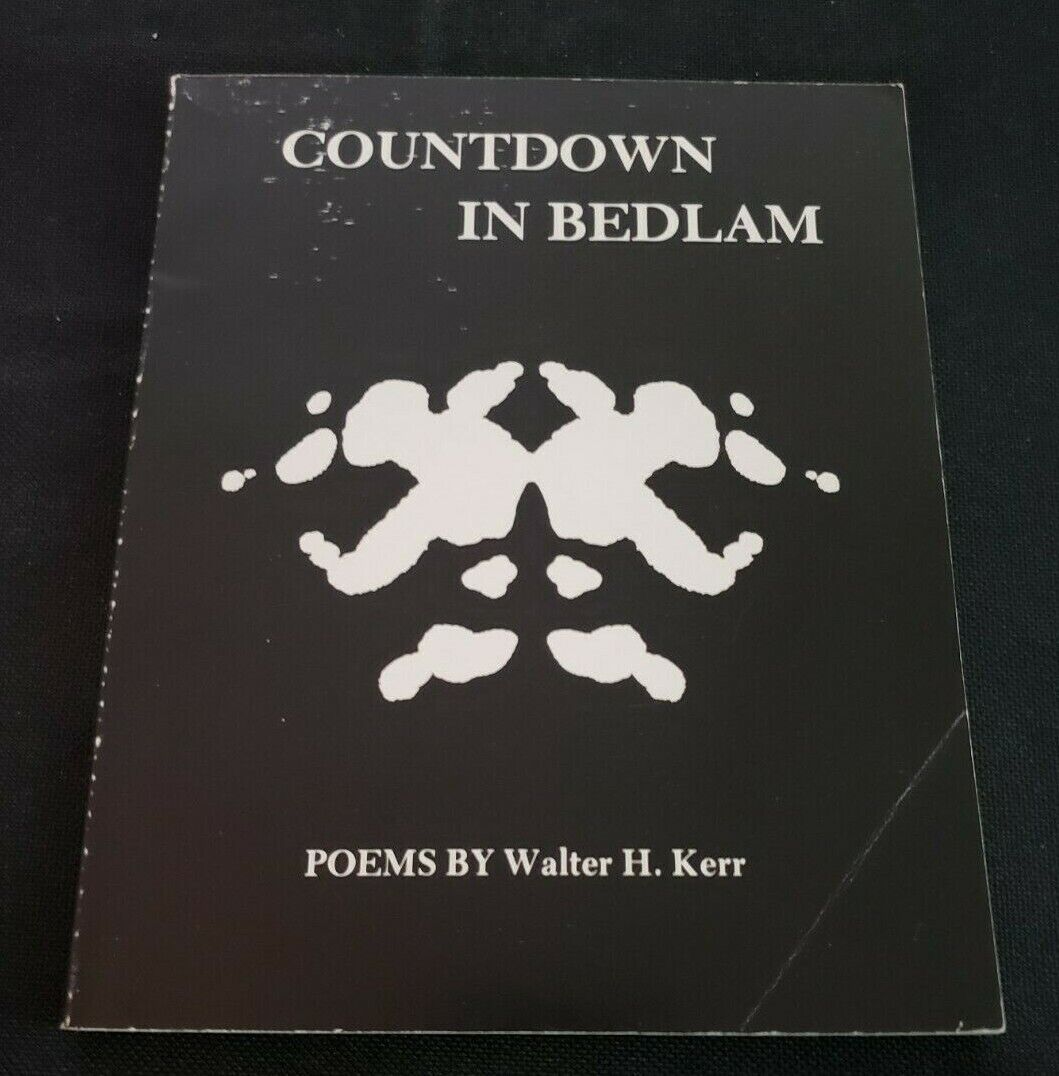 COUNTDOWN
IN BEDLAM
POEMS BY Walter H. Kerr